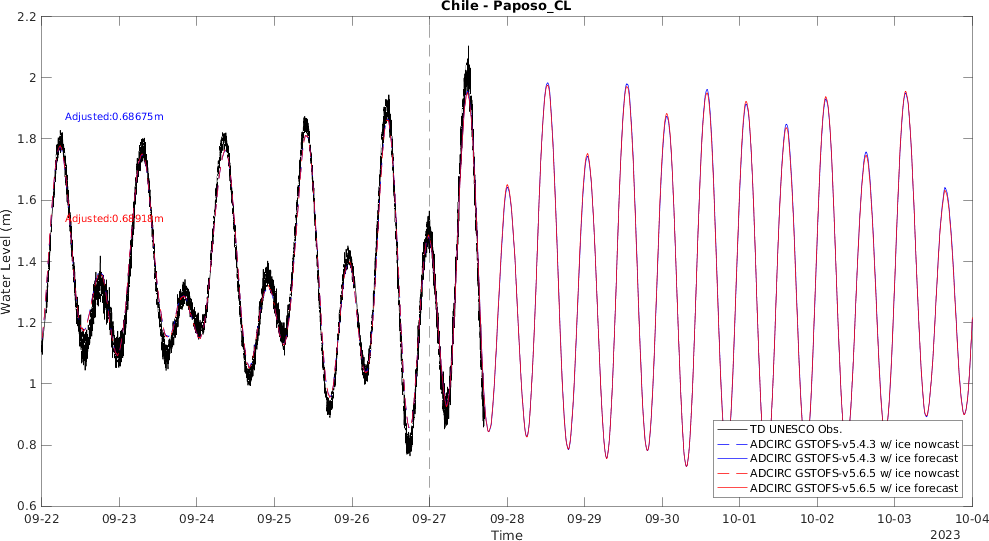 Chile - Paposo_CL
2.2
2
1.8
1.6
1.4
1.2
1
0.8
0.6
Water Level (m)
Adjusted:0.68675m
Adjusted:0.68918m
TD UNESCO Obs.
ADCIRC GSTOFS-v5.4.3 w/ ice nowcast
ADCIRC GSTOFS-v5.4.3 w/ ice forecast
ADCIRC GSTOFS-v5.6.5 w/ ice nowcast
ADCIRC GSTOFS-v5.6.5 w/ ice forecast
09-22 09-23 09-24 09-25 09-26 09-27 09-28 09-29 09-30 10-01 10-02 10-03 10-04
Time
2023